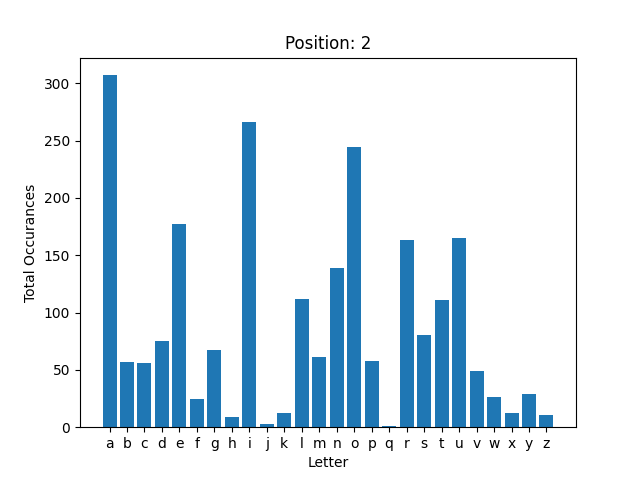 Position: 2
Total Occurances
300
250
200
150
100
50
0
a b c d e f g h i j k l m n o p q r s t u v w x y z
Letter